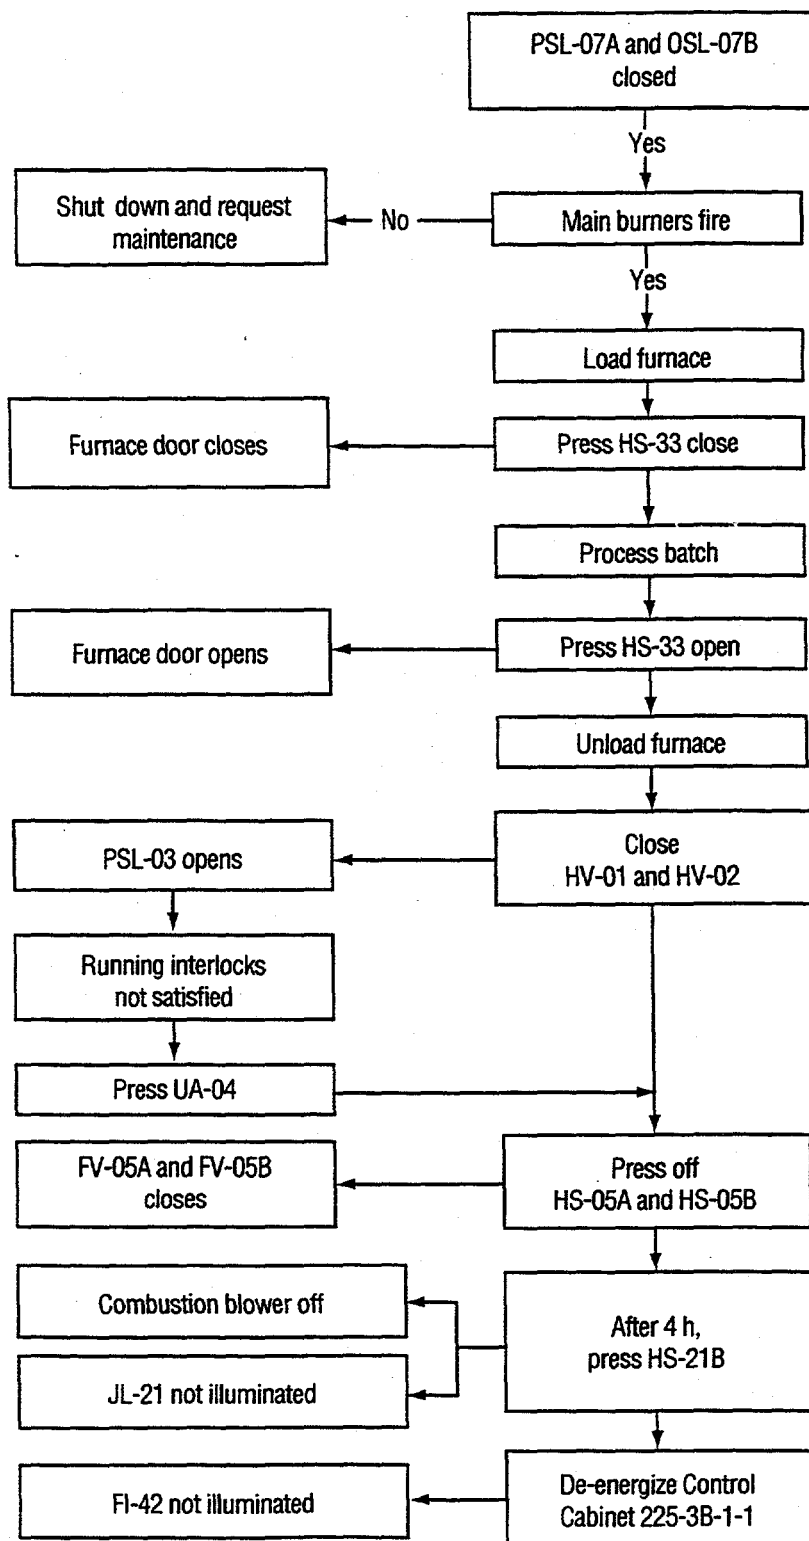 PSL-07A and OSL-07B
closed
Yes
Shut down and request
maintenance
No
Main burners fire
Yes
Load furnace
Furnace door closes
Press HS-33 close
Process batch
Furnace door opens
Press HS-33 open
Unload furnace
PSL-03 opens
Close
HV-01 and HV-02
Running interlocks
not satisfied
Press UA-04
FV-05A and FV-05B
closes
Press off
HS-05A and HS-05B
Combustion blower off
After 4 h,
press HS-21B
JL-21 not illuminated
FI-42 not illuminated
De-energize Control
Cabinet 225-3B-1-1